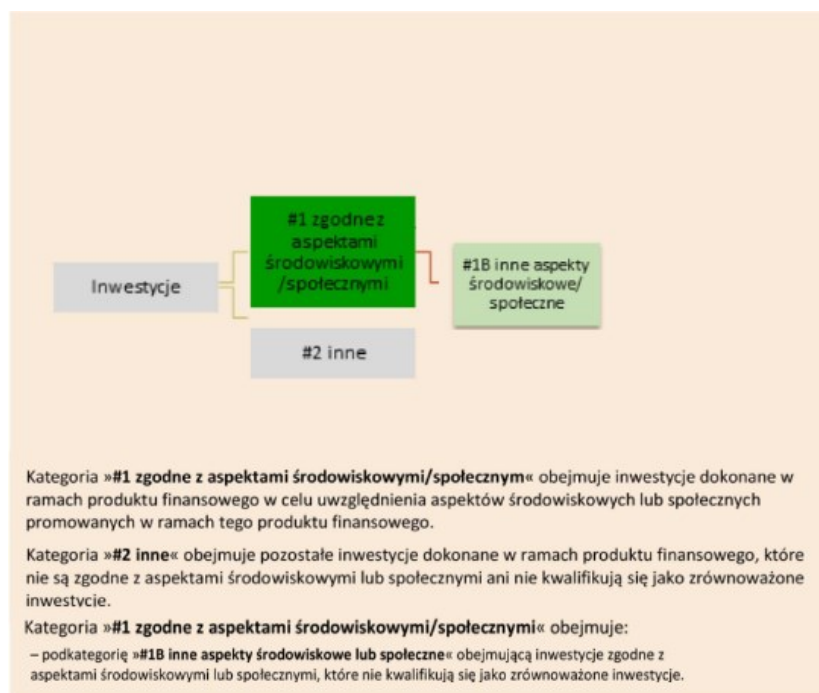 #1 zgodnez
aspektami
środowiskowymi
/społecznymi
Inwestycje
#1B inne aspekty
środowiskowe/
społeczne
#2 inne
Kategoria »#1 zgodne z aspektami środowiskowymi/społecznym« obejmuje inwestycje dokonane w
ramach produktu finansowego w celu uwzględnienia aspektów środowiskowych lub społecznych
promowanych w ramach tego produktu finansowego.
Kategoria »#2 inne« obejmuje pozostałe inwestycje dokonane w ramach produktu finansowego, które
nie są zgodne z aspektami środowiskowymi lub społecznymi ani nie kwalifikują się jako zrównoważone
inwestycie.
Kategoria »#1 zgodne z aspektami środowiskowymi/społecznymi« obejmuje:
– podkategorię »#1B inne aspekty środowiskowe lub społeczne« obejmującą inwestycje zgodne z
aspektami środowiskowymi lub społecznymi, które nie kwalifikują się jako zrównoważone inwestycje.